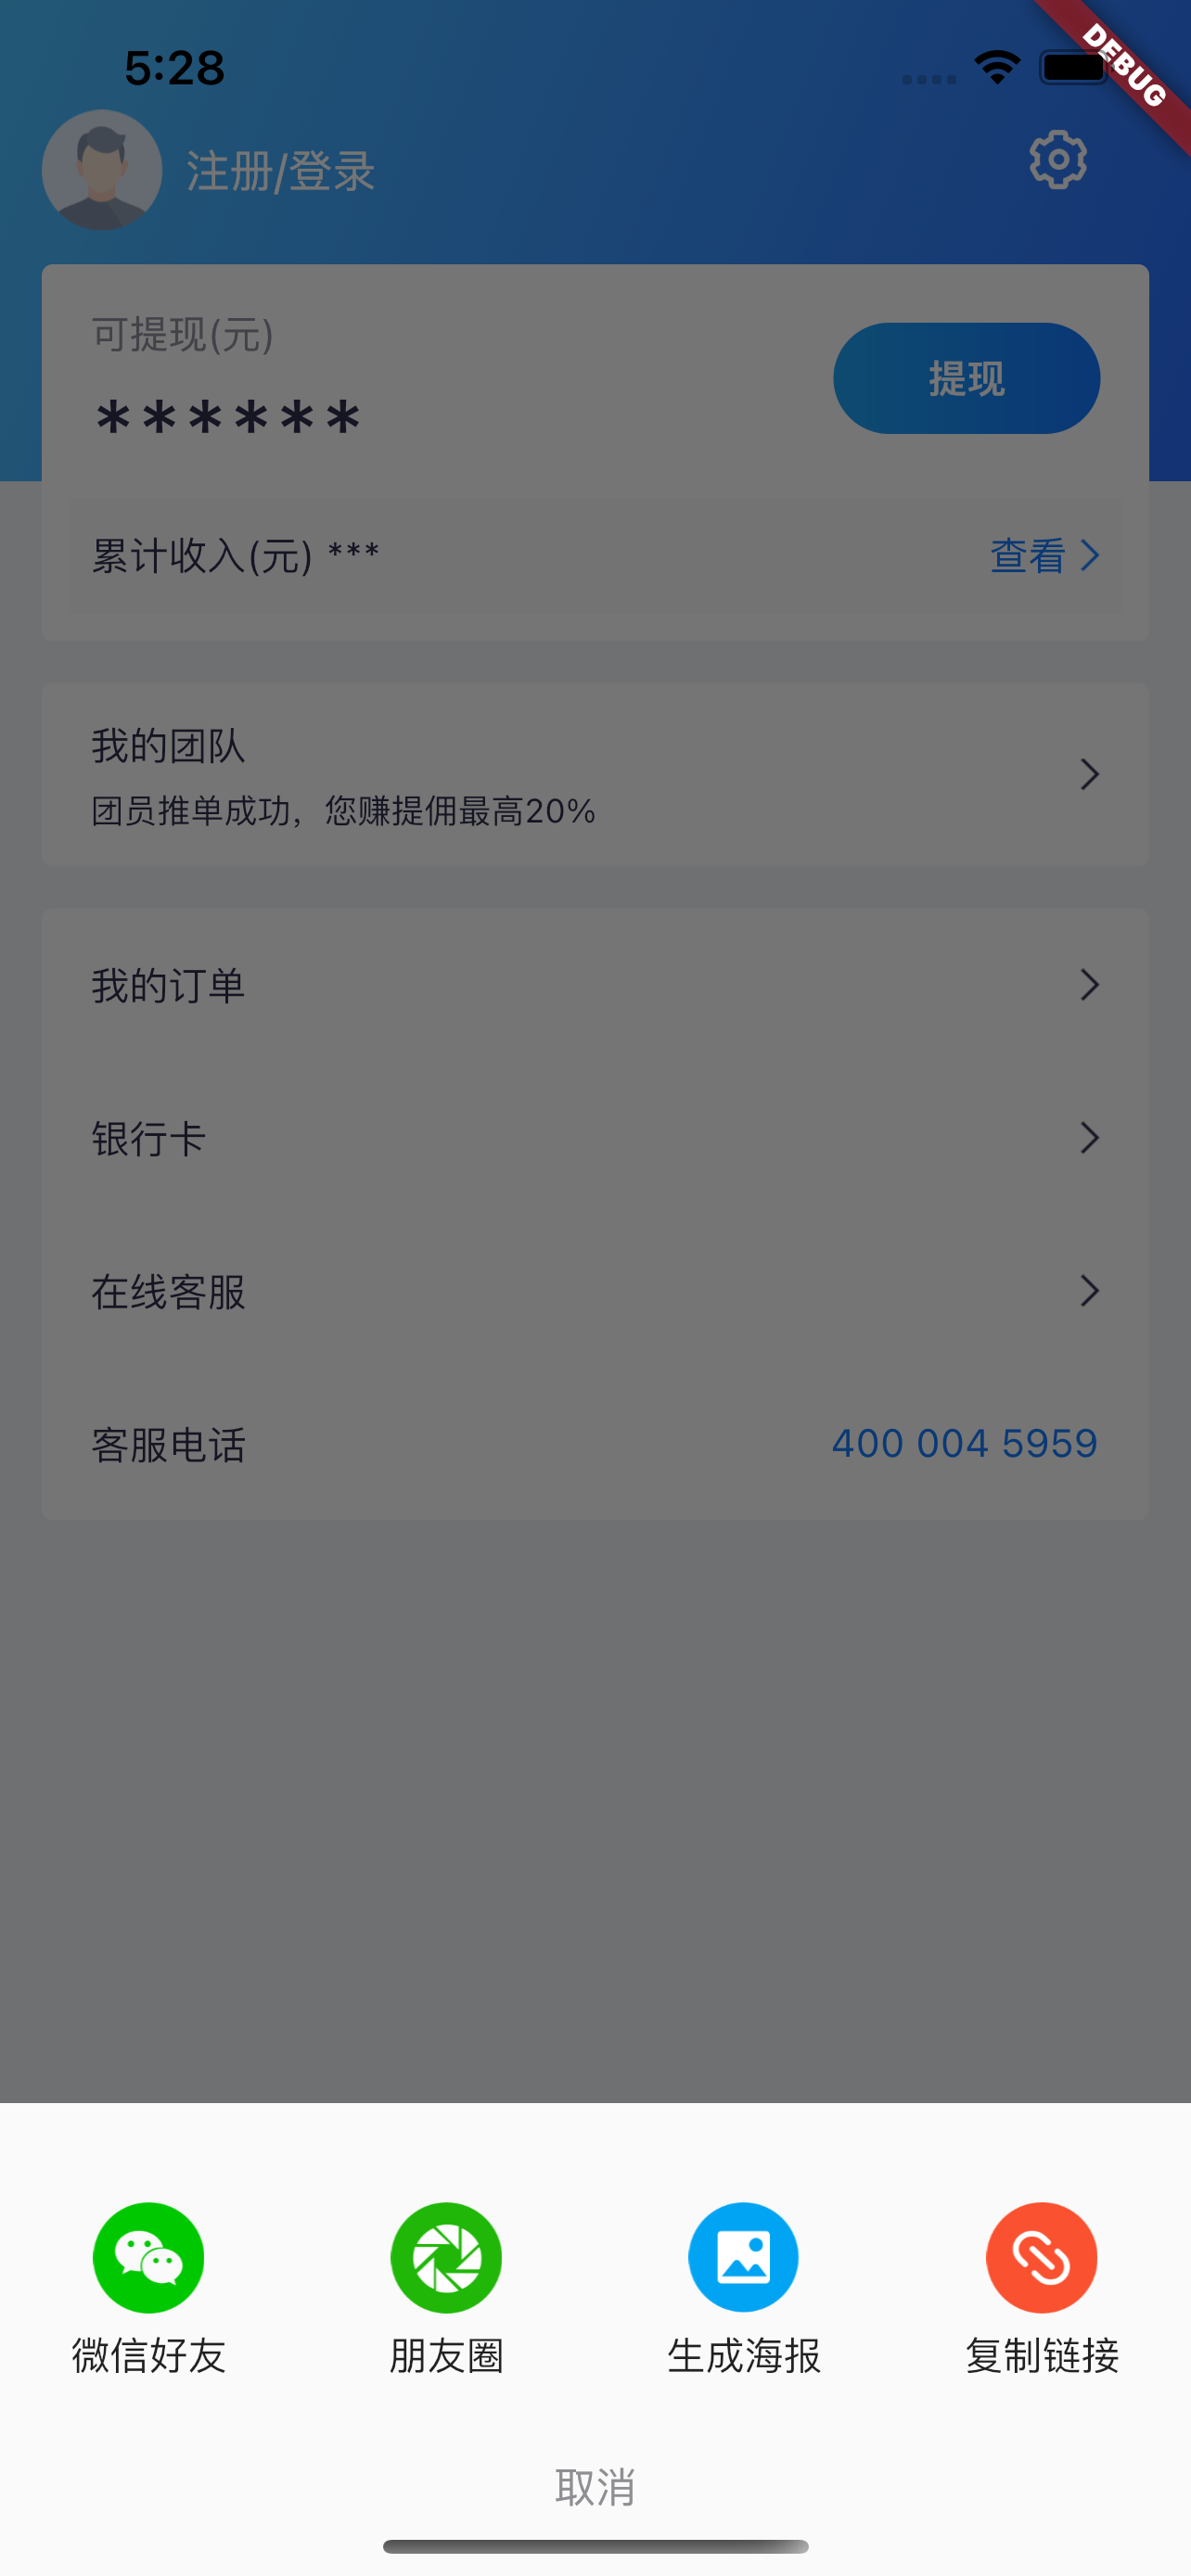 5:28
DEBUG
注册/登录
可提现(元)
******
提现
累计收入(元) ***
查看
我的团队
团员推单成功，您赚提佣最高20%
我的订单
银行卡
在线客服
客服电话
400 004 5959
微信好友
朋友圈
生成海报
复制链接
取消